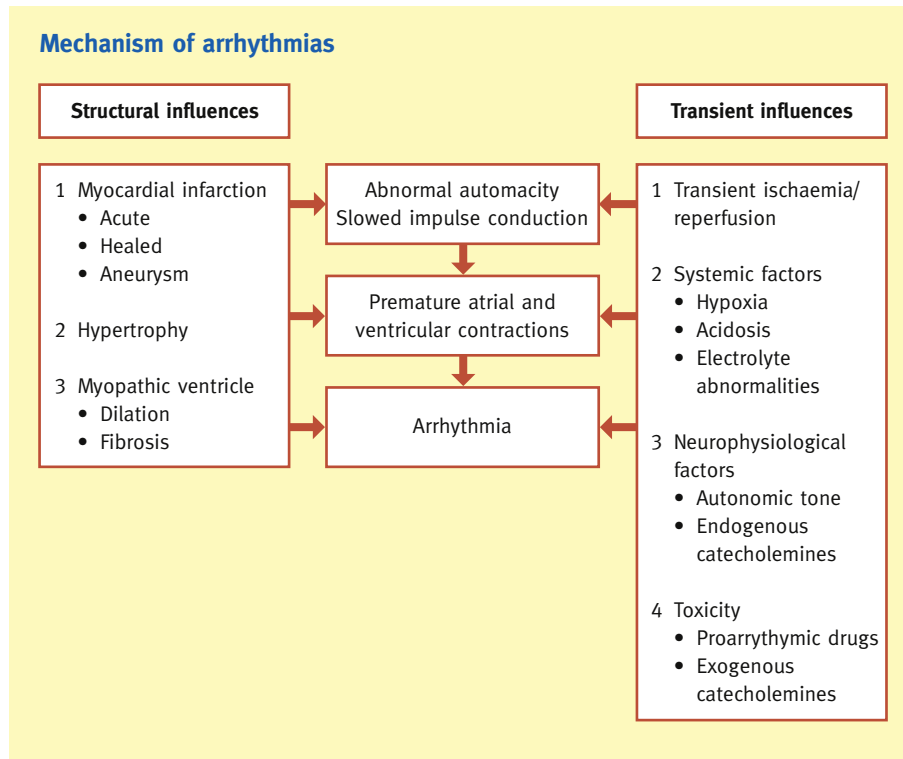 Mechanism of arrhythmias
Structural influences
1 Myocardial infarction
• Acute
• Healed
• Aneurysm
2 Hypertrophy
3 Myopathic ventricle
• Dilation
• Fibrosis
Abnormal automacity
Slowed impulse conduction
Premature atrial and
ventricular contractions
Arrhythmia
Transient influences
1 Transient ischaemia/
reperfusion
2 Systemic factors
• Hypoxia
• Acidosis
• Electrolyte
abnormalities
3 Neurophysiological
factors
• Autonomic tone
• Endogenous
catecholemines
4 Toxicity
• Proarrythmic drugs
• Exogenous
catecholemines